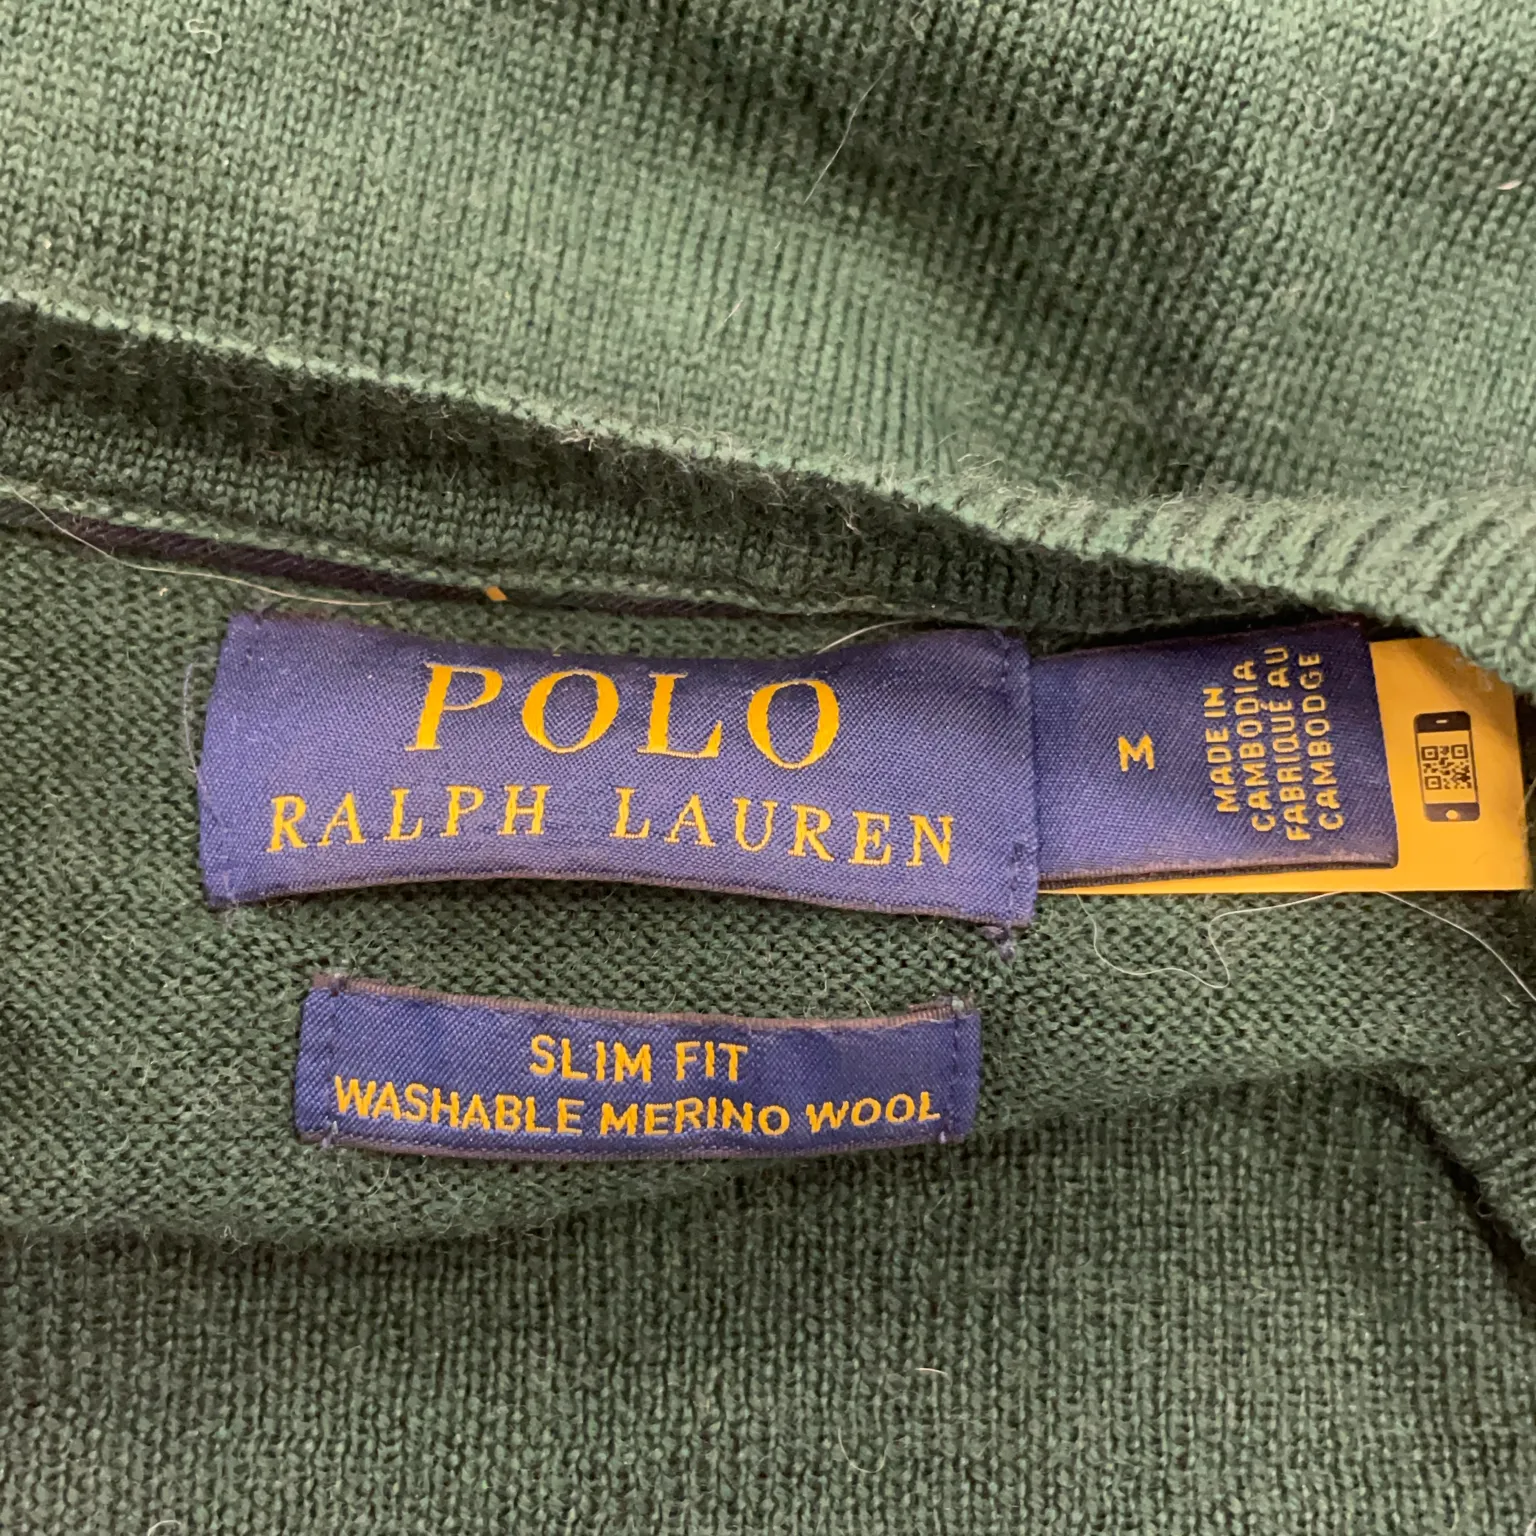 POLO
RALPH LAUREN
M
MADE IN
CAMBODIA
FABRIQUÉ AU
CAMBODGE
SLIM FIT
WASHABLE MERINO WOOL